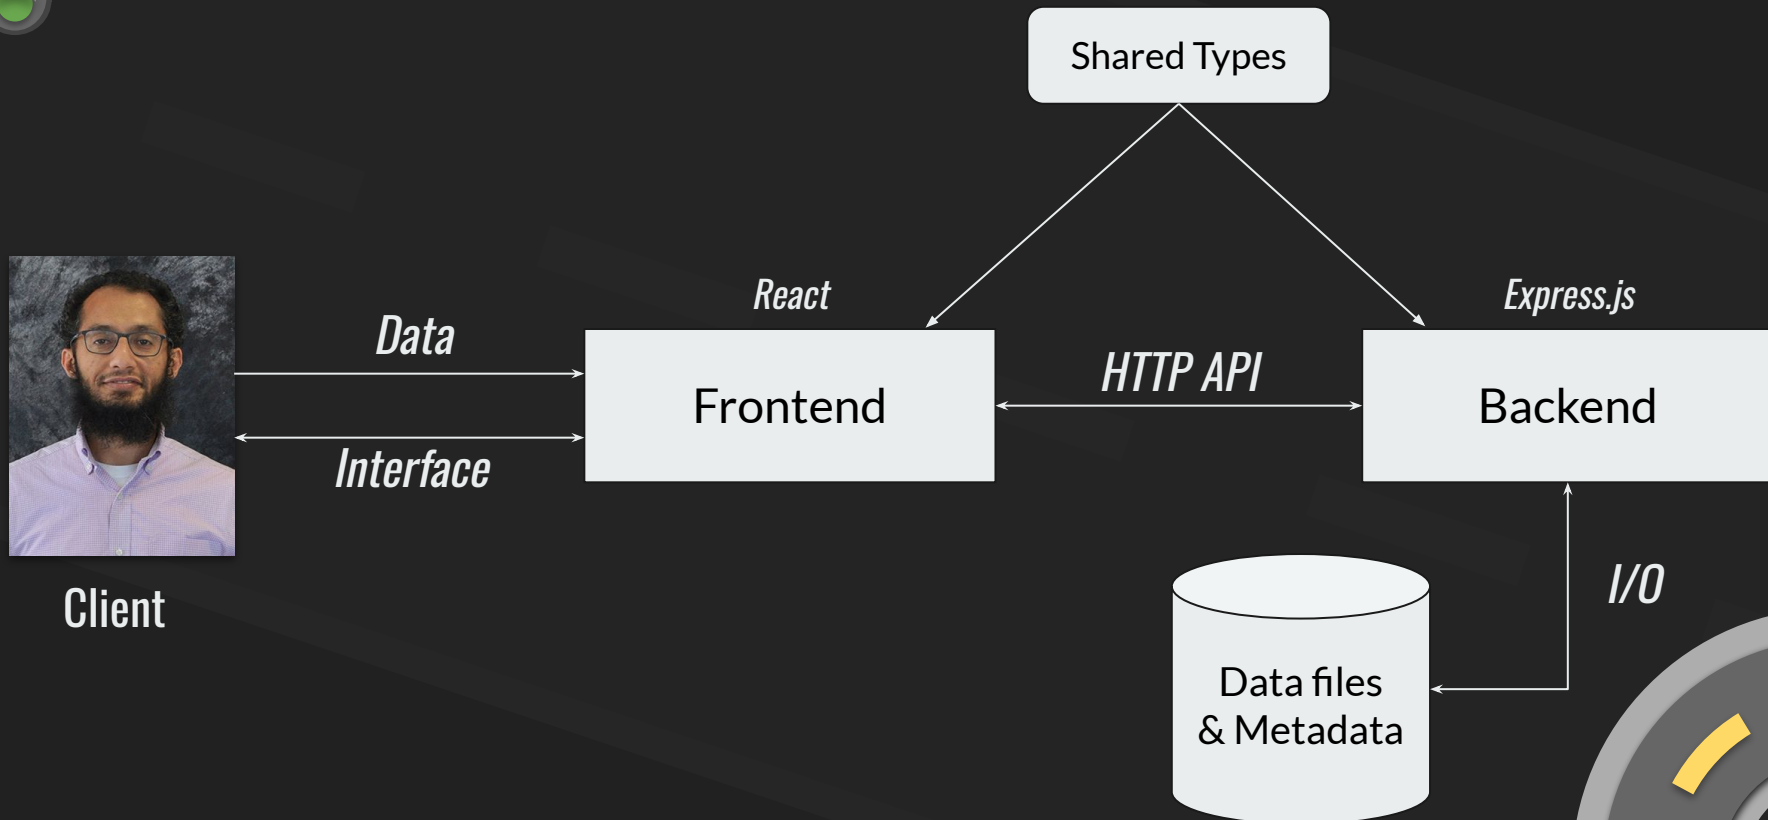 Shared Types
React
Express.js
Data
HTTP API
Frontend
Backend
Interface
I/O
Client
Data files
& Metadata